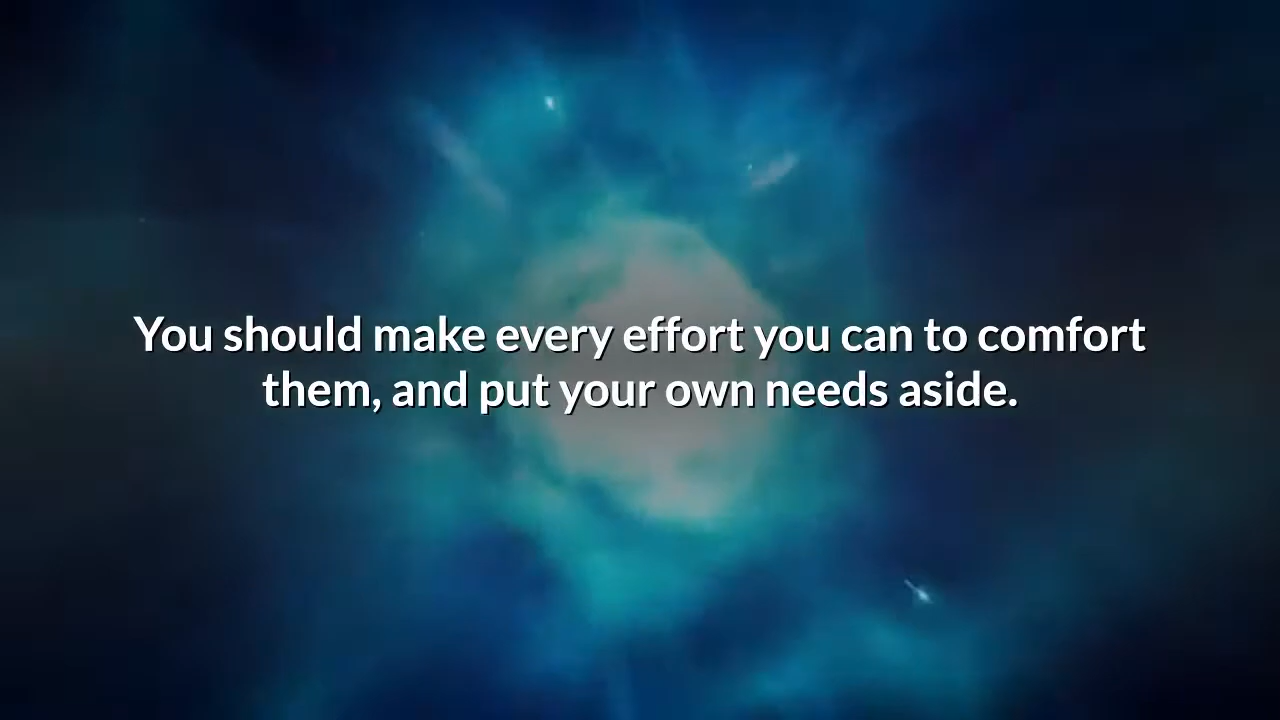 You should make every effort you can to comfort
them, and put your own needs aside.